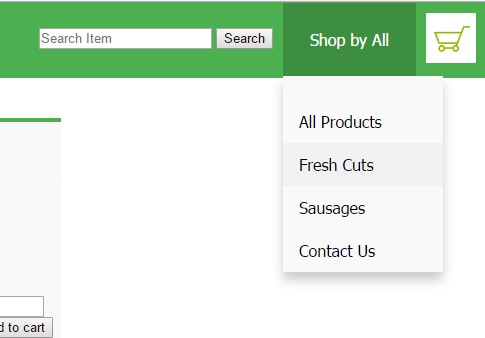 Search Item Search Shop by All
All Products
Fresh Cuts
Sausages
Contact Us
to cart